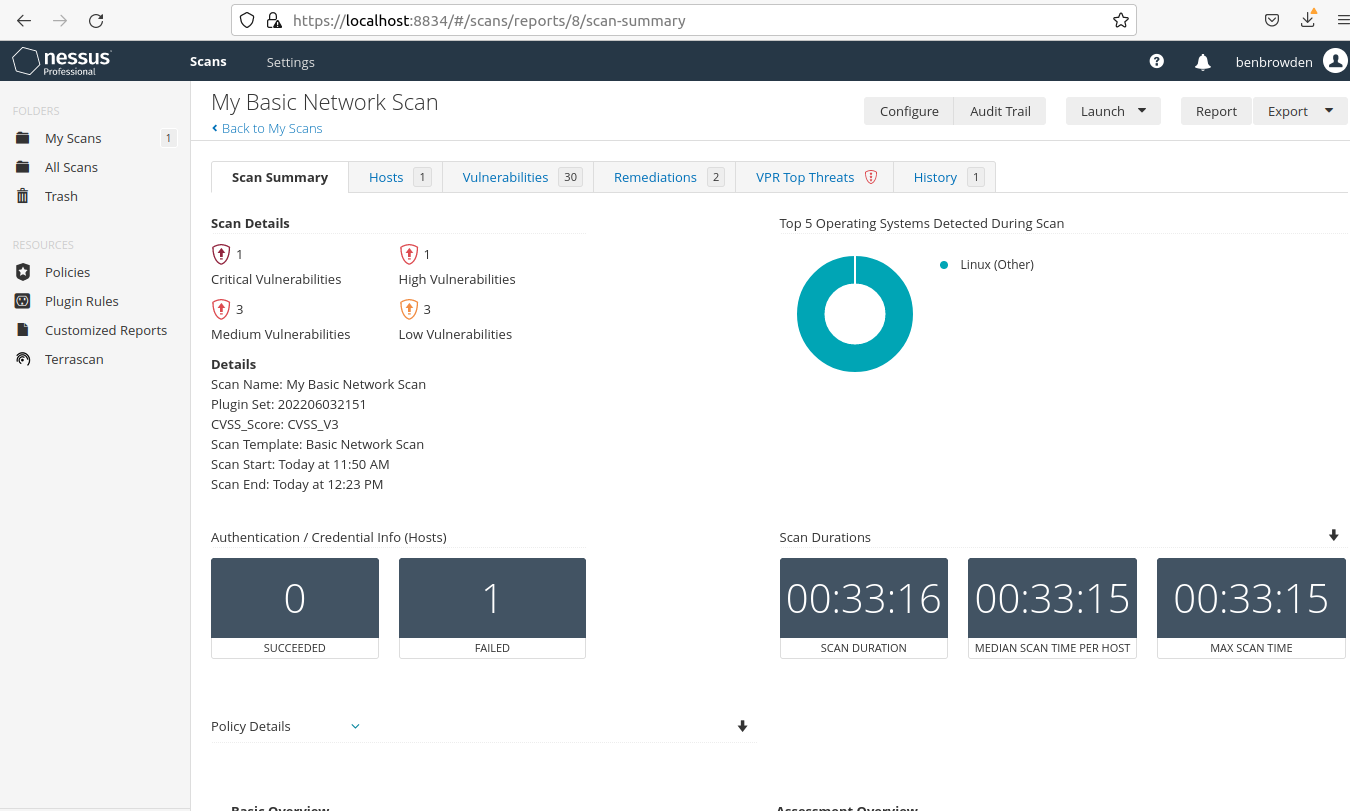 https://localhost:8834/#/scans/reports/8/scan-summary
nessus
Professional
Scans
Settings
?
benbrowden
FOLDERS
My Scans 1
All Scans
Trash
RESOURCES
Policies
Plugin Rules
Customized Reports
Terrascan
My Basic Network Scan
Back to My Scans
Configure
Audit Trail
Launch
Report
Export
Scan Summary
Hosts 1
Vulnerabilities 30
Remediations 2
VPR Top Threats
History 1
Scan Details
1
Critical Vulnerabilities
1
High Vulnerabilities
3
Medium Vulnerabilities
3
Low Vulnerabilities
Details
Scan Name: My Basic Network Scan
Plugin Set: 202206032151
CVSS_Score: CVSS_V3
Scan Template: Basic Network Scan
Scan Start: Today at 11:50 AM
Scan End: Today at 12:23 PM
Top 5 Operating Systems Detected During Scan
Linux (Other)
Authentication / Credential Info (Hosts)
0
SUCCEEDED
1
FAILED
Scan Durations
00:33:16
SCAN DURATION
00:33:15
MEDIAN SCAN TIME PER HOST
00:33:15
MAX SCAN TIME
Policy Details
Basic Overview
Assessment Overview